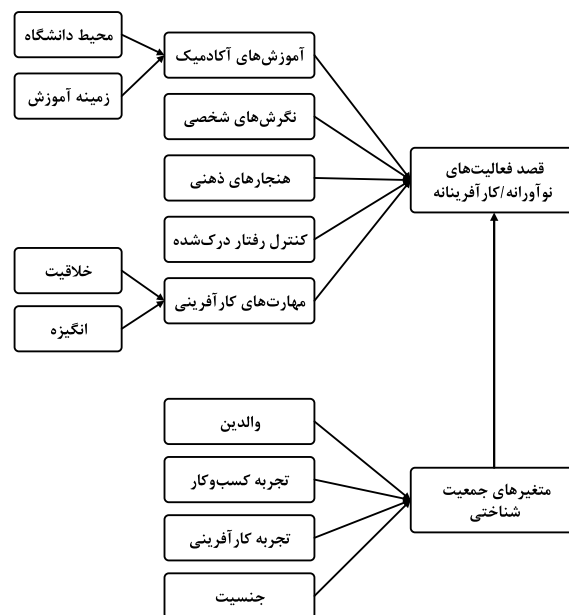 محیط دانشگاه
آموزش‌های آکادمیک
زمینه آموزش
نگرش‌های شخصی
قصد فعالیت‌های
نوآورانه/کارآفرینانه
هنجارهای ذهنی
کنترل رفتار درک‌شده
خلاقیت
مهارت‌های کارآفرینی
انگیزه
والدین
تجربه کسب‌وکار
متغیرهای جمعیت
شناختی
تجربه کارآفرینی
جنسیت